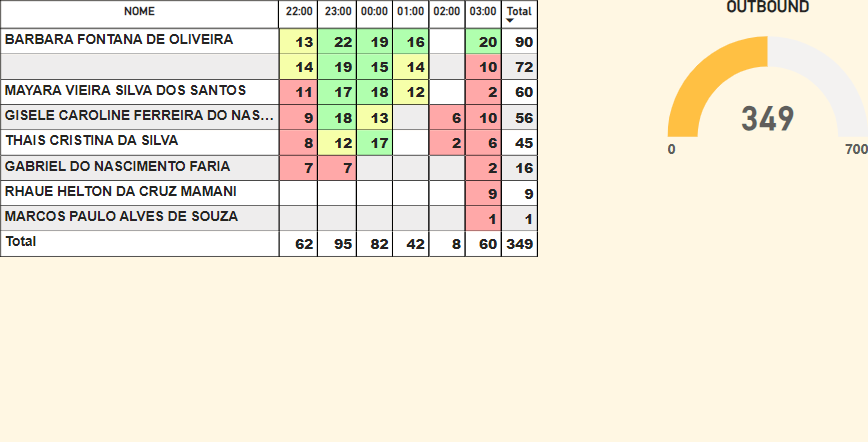 NOME 22:00 23:00 00:00 01:00 02:00 03:00 Total
BARBARA FONTANA DE OLIVEIRA 13 22 19 16 20 90
14 19 15 14 10 72
MAYARA VIEIRA SILVA DOS SANTOS 11 17 18 12 2 60
GISELE CAROLINE FERREIRA DO NAS... 9 18 13 6 10 56
THAIS CRISTINA DA SILVA 8 12 17 2 6 45
GABRIEL DO NASCIMENTO FARIA 7 7 2 16
RHAUE HELTON DA CRUZ MAMANI 9 9
MARCOS PAULO ALVES DE SOUZA 1 1
Total 62 95 82 42 8 60 349
OUTBOUND
349
0 700